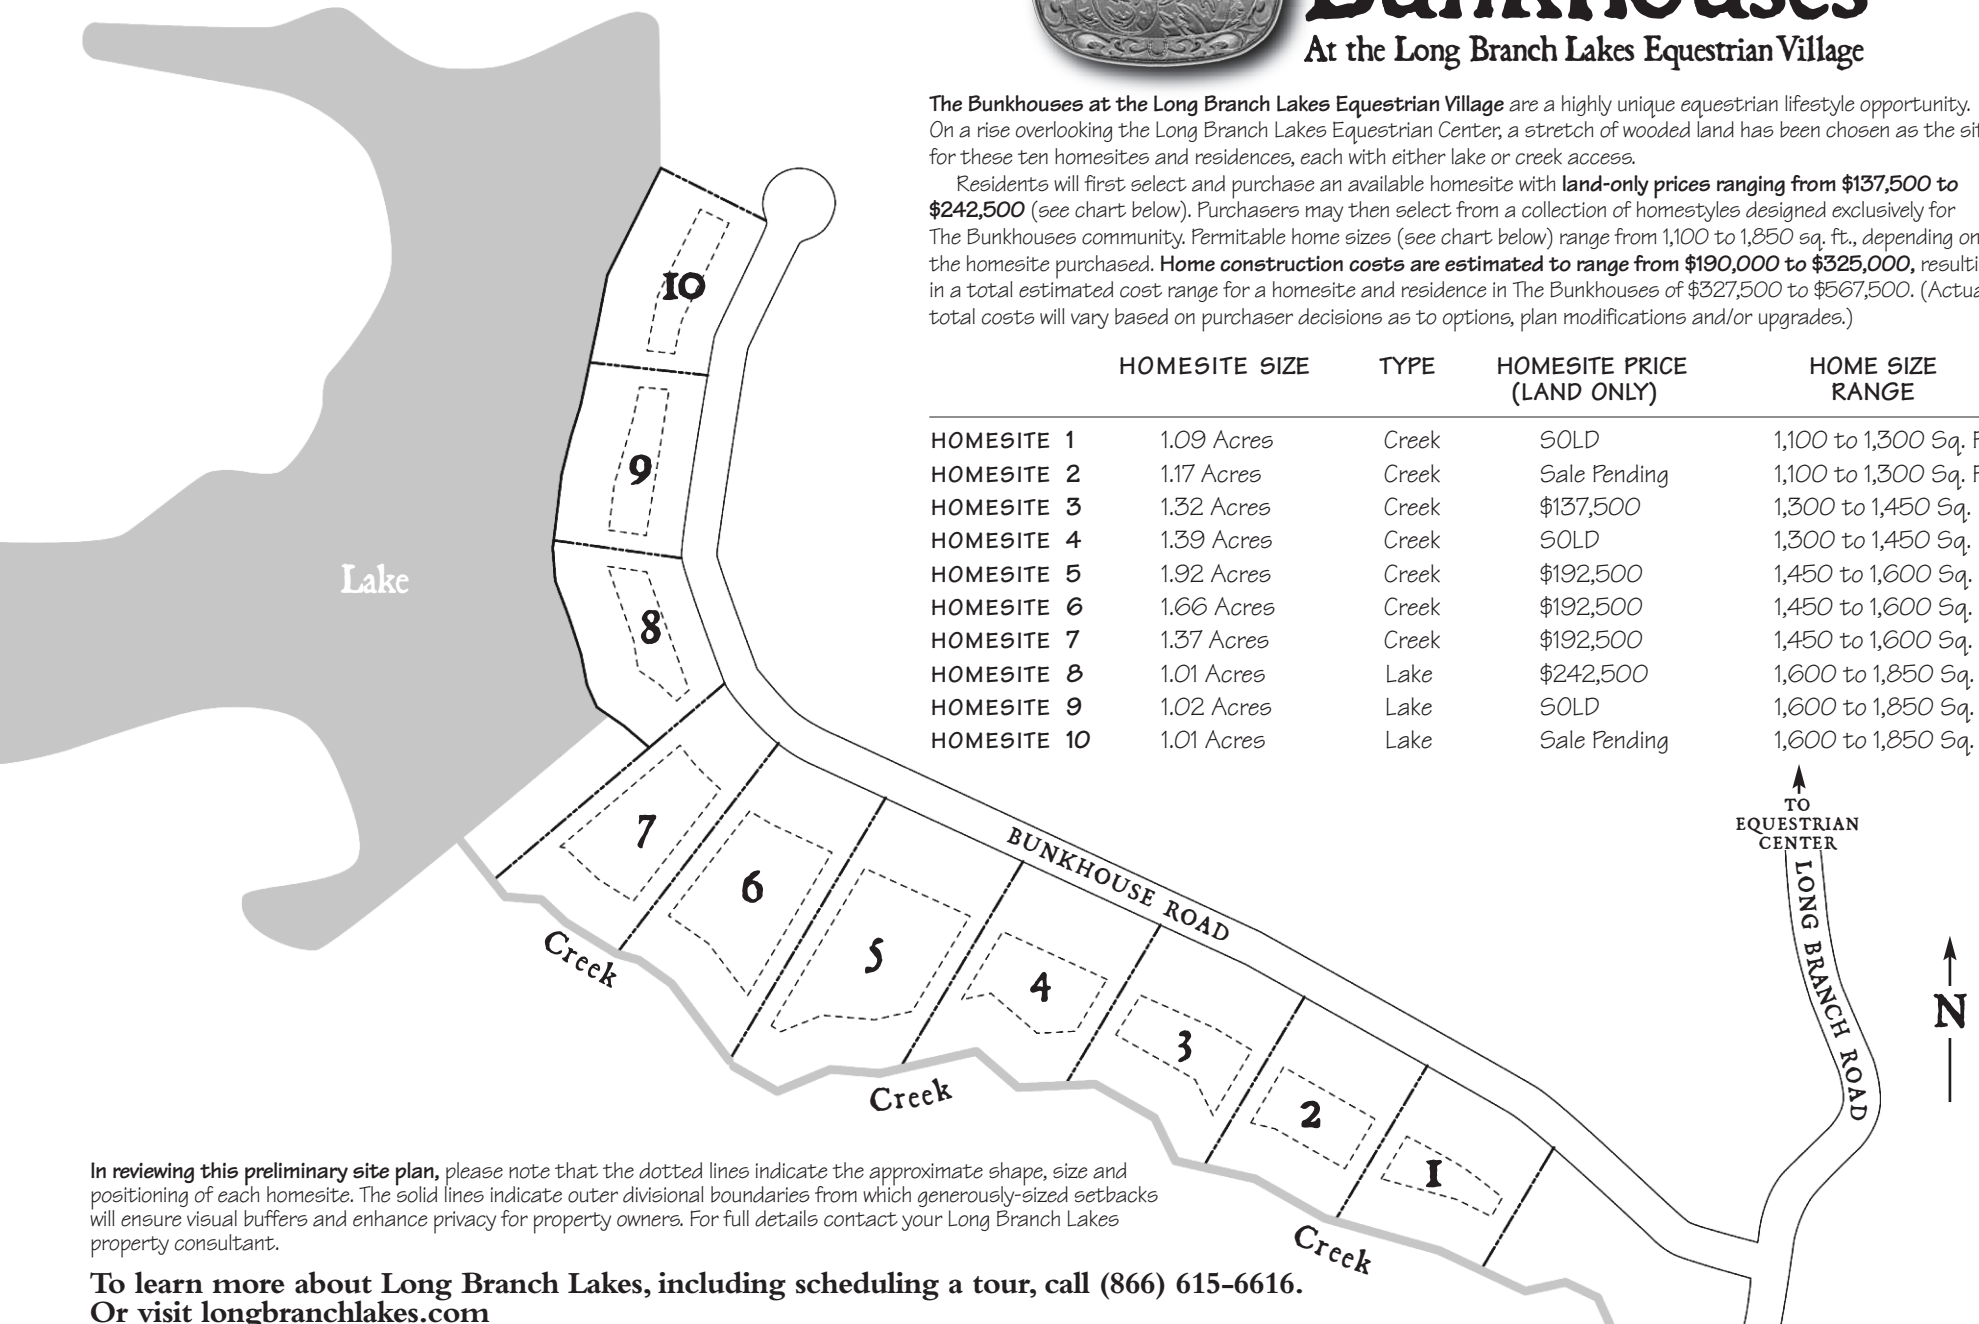 Bunkhouses
At the Long Branch Lakes Equestrian Village
The Bunkhouses at the Long Branch Lakes Equestrian Village are a highly unique equestrian lifestyle opportunity.
On a rise overlooking the Long Branch Lakes Equestrian Center, a stretch of wooded land has been chosen as the
for these ten homesites and residences, each with either lake or creek access.
Residents will first select and purchase an available homesite with land-only prices ranging from $137,500 to
$242,500 (see chart below). Purchasers may then select from a collection of homestyles designed exclusively for
The Bunkhouses community. Permitable home sizes (see chart below) range from 1,100 to 1,850 sq. ft., depending on
the homesite purchased. Home construction costs are estimated to range from $190,000 to $325,000,
in a total estimated cost range for a homesite and residence in The Bunkhouses of $327,500 to $567,500.
total costs will vary based on purchaser decisions as to options, plan modifications and/or upgrades.)
HOMESITE SIZE TYPE HOMESITE PRICE HOME SIZE
(LAND ONLY) RANGE
HOMESITE 1 1.09 Acres Creek SOLD 1,100 to 1,300 Sq.
HOMESITE 2 1.17 Acres Creek Sale Pending 1,100 to 1,300 Sq.
HOMESITE 3 1.32 Acres Creek $137,500 1,300 to 1,450 Sq.
HOMESITE 4 1.39 Acres Creek SOLD 1,300 to 1,450 Sq.
HOMESITE 5 1.92 Acres Creek $192,500 1,450 to 1,600 Sq.
HOMESITE 6 1.66 Acres Creek $192,500 1,450 to 1,600 Sq.
HOMESITE 7 1.37 Acres Creek $192,500 1,450 to 1,600 Sq.
HOMESITE 8 1.01 Acres Lake $242,500 1,600 to 1,850 Sq.
HOMESITE 9 1.02 Acres Lake SOLD 1,600 to 1,850 Sq.
HOMESITE 10 1.01 Acres Lake Sale Pending 1,600 to 1,850 Sq.
10
9
Lake
8
7
6
5
4
3
2
1
BUNKHOUSE ROAD
TO
EQUESTRIAN
CENTER
LONG BRANCH ROAD
N
Creek
Creek
Creek
In reviewing this preliminary site plan, please note that the dotted lines indicate the approximate shape, size and
positioning of each homesite. The solid lines indicate outer divisional boundaries from which generously-sized setbacks
will ensure visual buffers and enhance privacy for property owners. For full details contact your Long Branch Lakes
property consultant.
To learn more about Long Branch Lakes, including scheduling a tour, call (866) 615-6616.
Or visit longbranchlakes.com